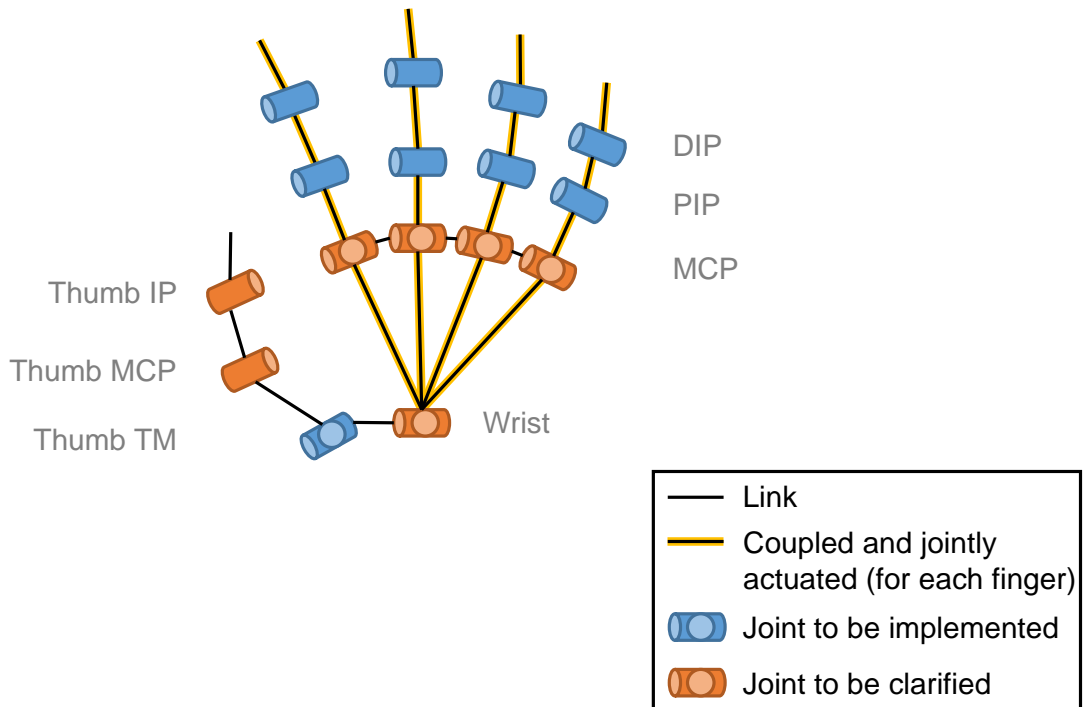 DIP
PIP
MCP
Thumb IP
Thumb MCP
Thumb TM
Wrist
Link
Coupled and jointly
actuated (for each finger)
Joint to be implemented
Joint to be clarified